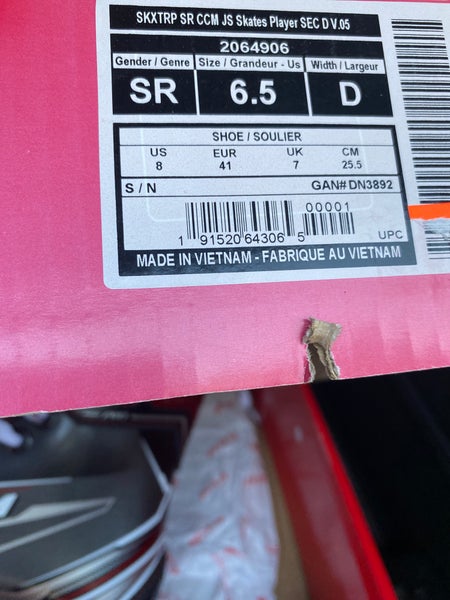 SKXTRP SR CCM JS Skates Player SEC D V.05
2064906
Gender / Genre Size / Grandeur - Us Width / Largeur
SR 6.5 D
SHOE / SOULIER
US EUR UK CM
8 41 7 25.5
S / N GAN# DN3892
00001
1 91520 64306 5 UPC
MADE IN VIETNAM - FABRIQUE AU VIETNAM